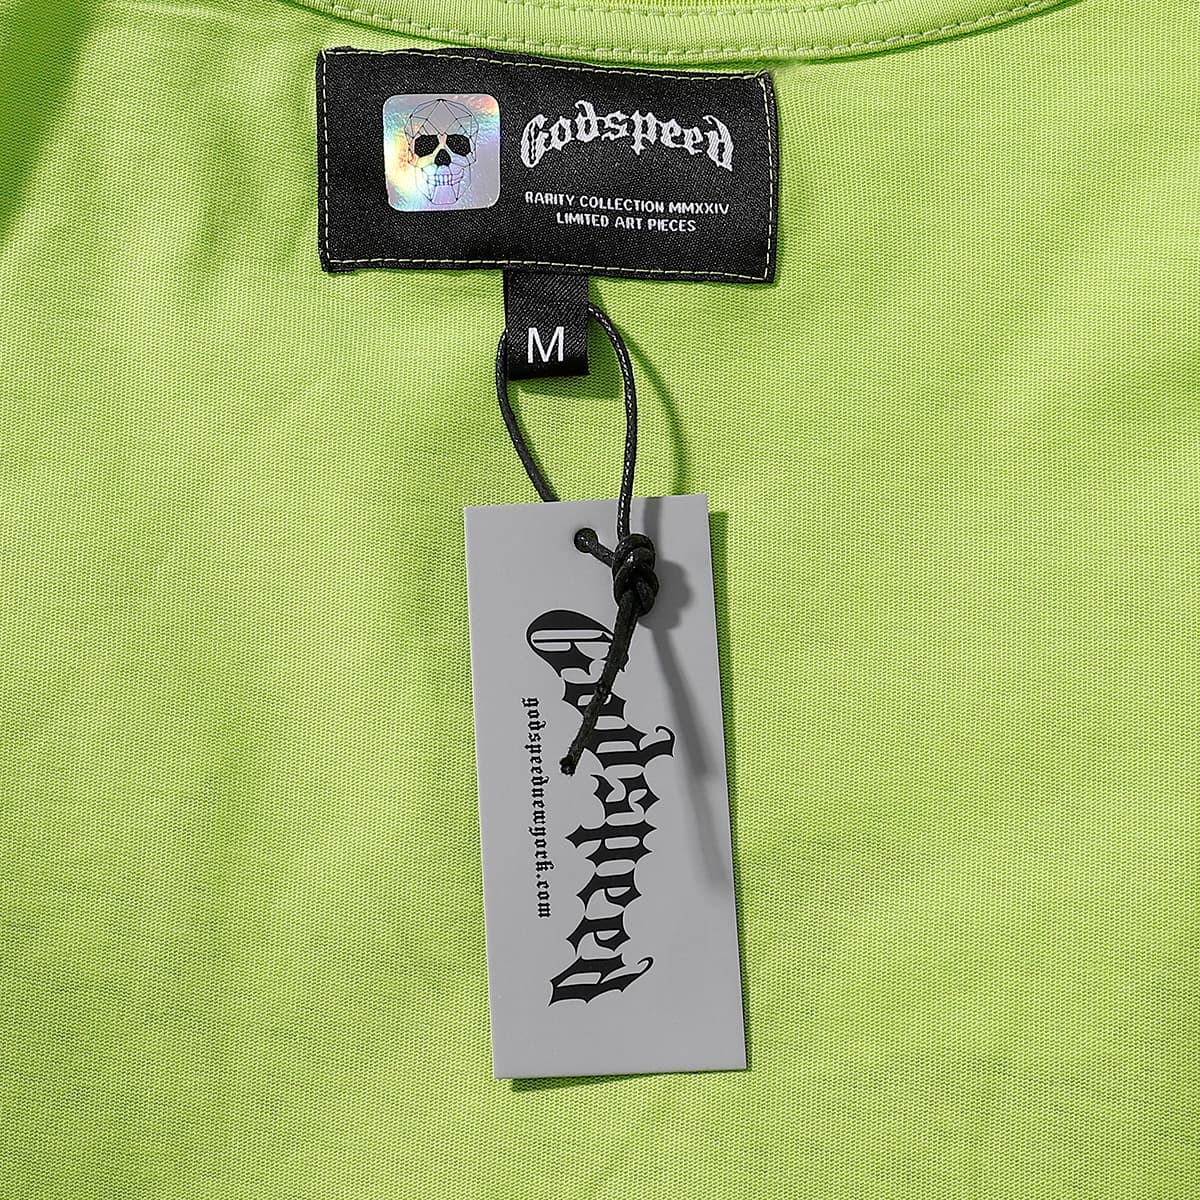 Godspeed
RARITY COLLECTION MMXXIV
LIMITED ART PIECES
M
Godspeed
godspeednewyork.com